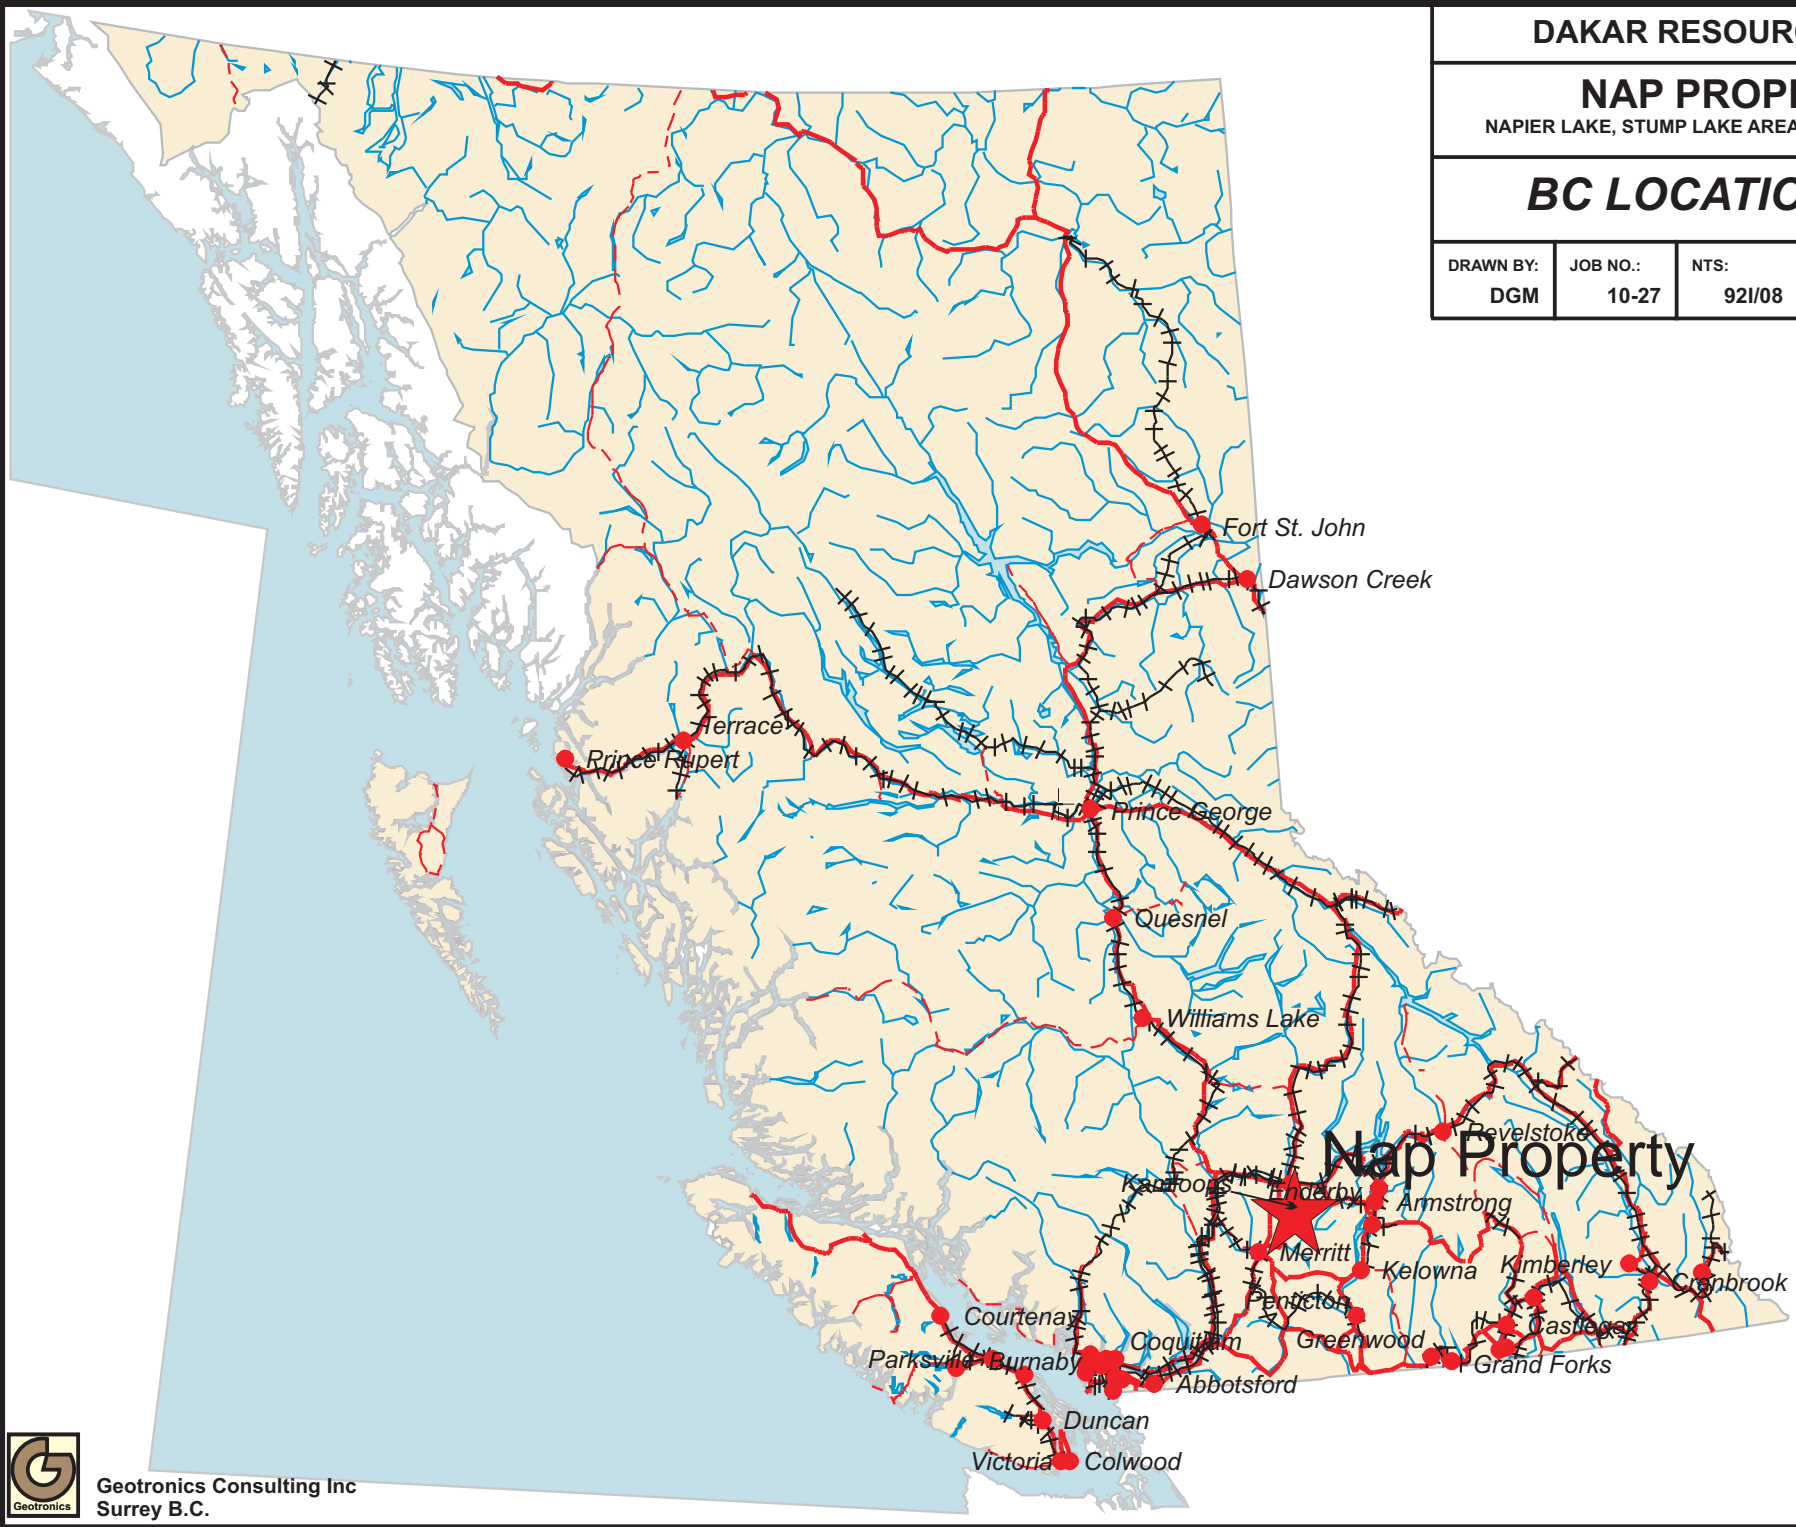 DAKAR RESOUR
NAP PROP
NAPIER LAKE, STUMP LAKE AREA
BC LOCATIO
DRAWN BY: JOB NO.: NTS:
DGM 10-27 92I/08
Fort St. John
Dawson Creek
Terrace
Prince Rupert
Prince George
Quesnel
Williams Lake
Revelstoke
Nap Property
Kamloops
Enderby
Armstrong
Merritt
Kelowna
Kimberley
Cranbrook
Penticton
Courtenay
Castlegar
Coquitlam
Greenwood
Parksville
Burnaby
Grand Forks
Abbotsford
Duncan
Victoria
Colwood
Geotronics
Geotronics Consulting Inc
Surrey B.C.